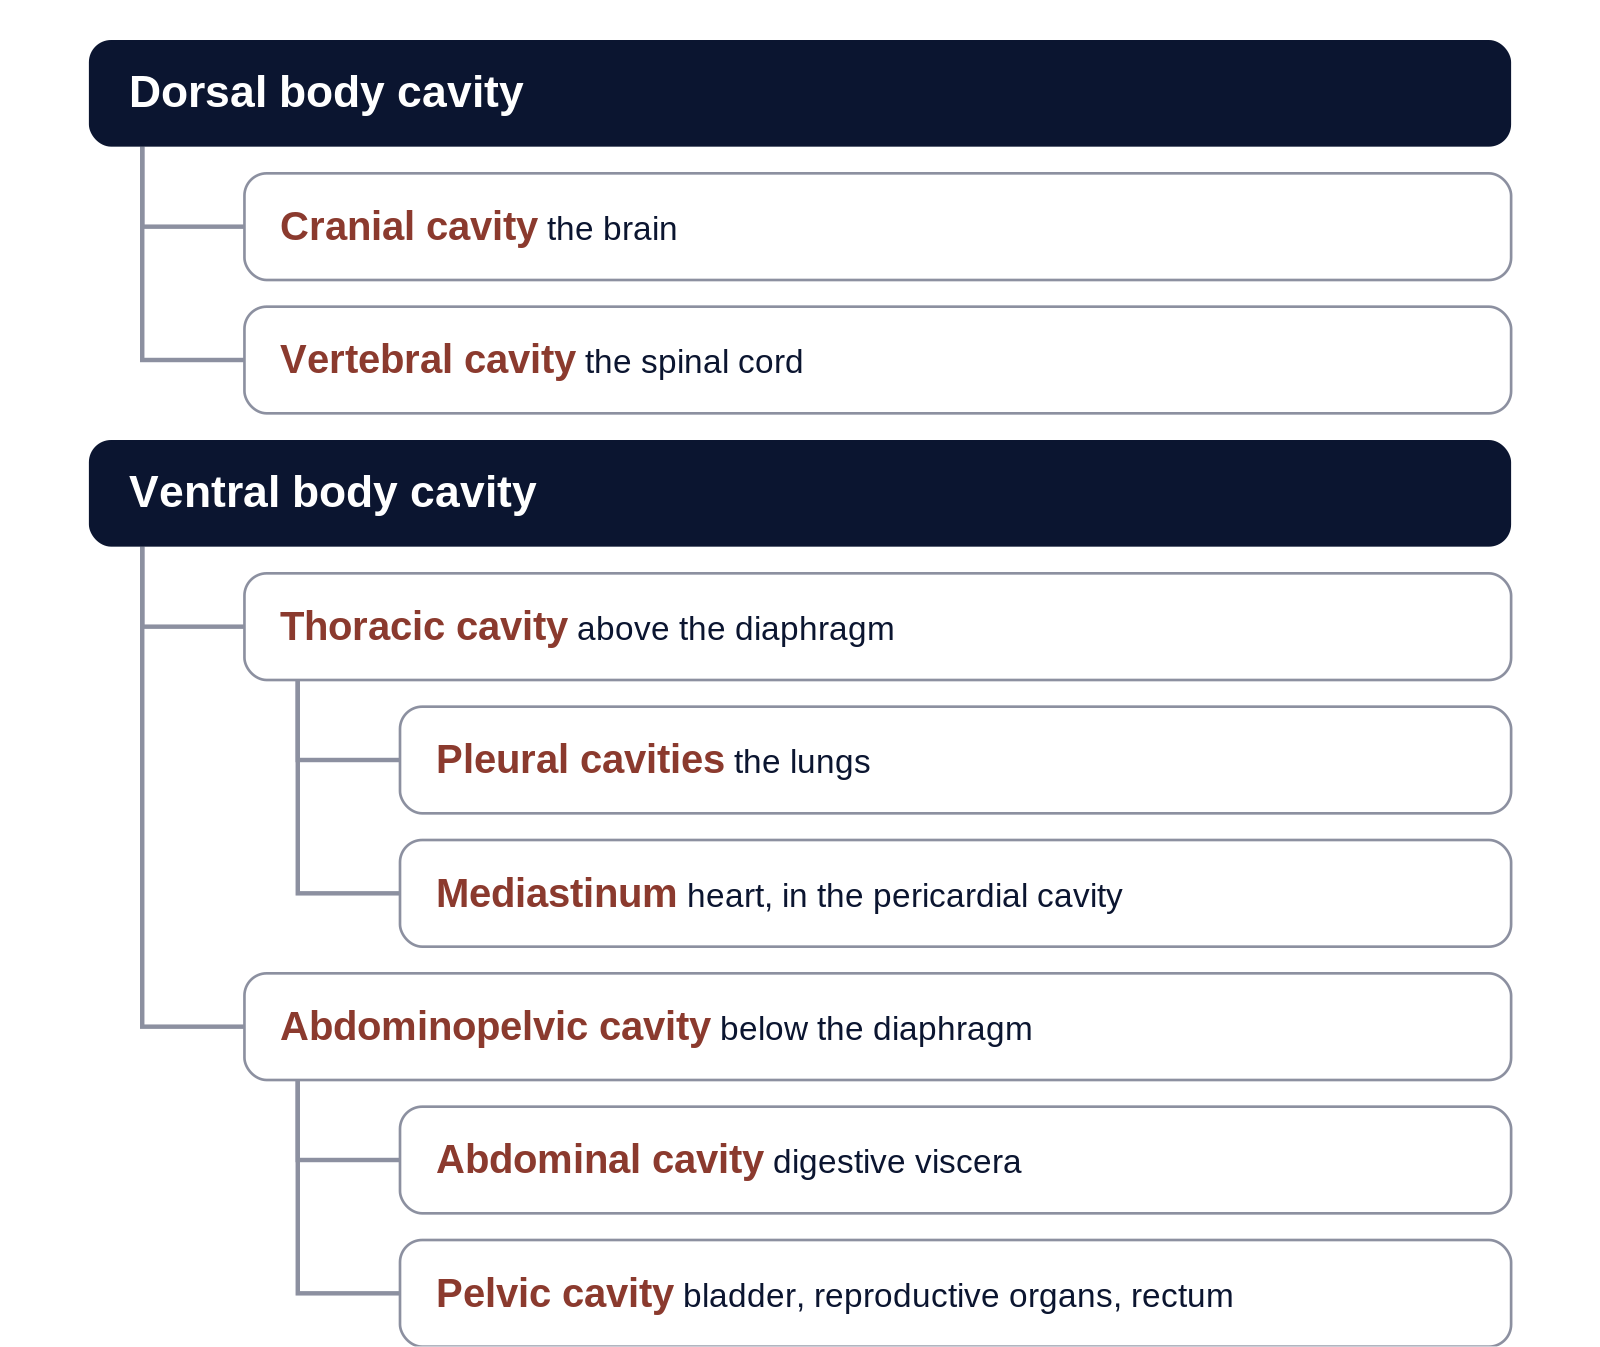 Dorsal body cavity
Cranial cavity the brain
Vertebral cavity the spinal cord
Ventral body cavity
Thoracic cavity above the diaphragm
Pleural cavities the lungs
Mediastinum heart, in the pericardial cavity
Abdominopelvic cavity below the diaphragm
Abdominal cavity digestive viscera
Pelvic cavity bladder, reproductive organs, rectum